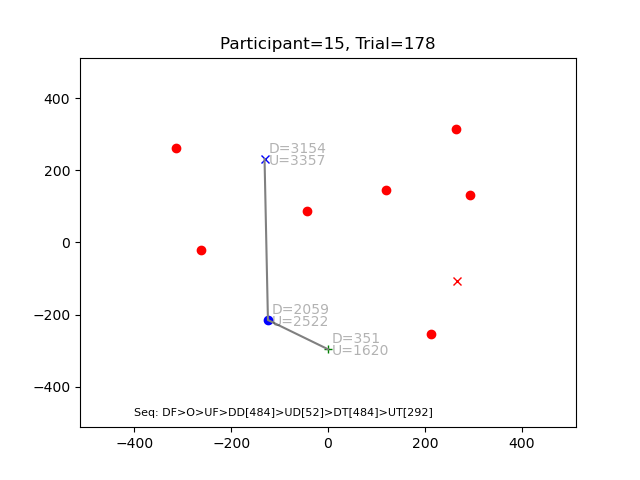 Participant=15, Trial=178
400
200
0
−200
−400
D=3154
U=3357
D=2059
U=2522
D=351
U=1620
Seq: DF>O>UF>DD[484]>UD[52]>DT[484]>UT[292]
−400 −200 0 200 400